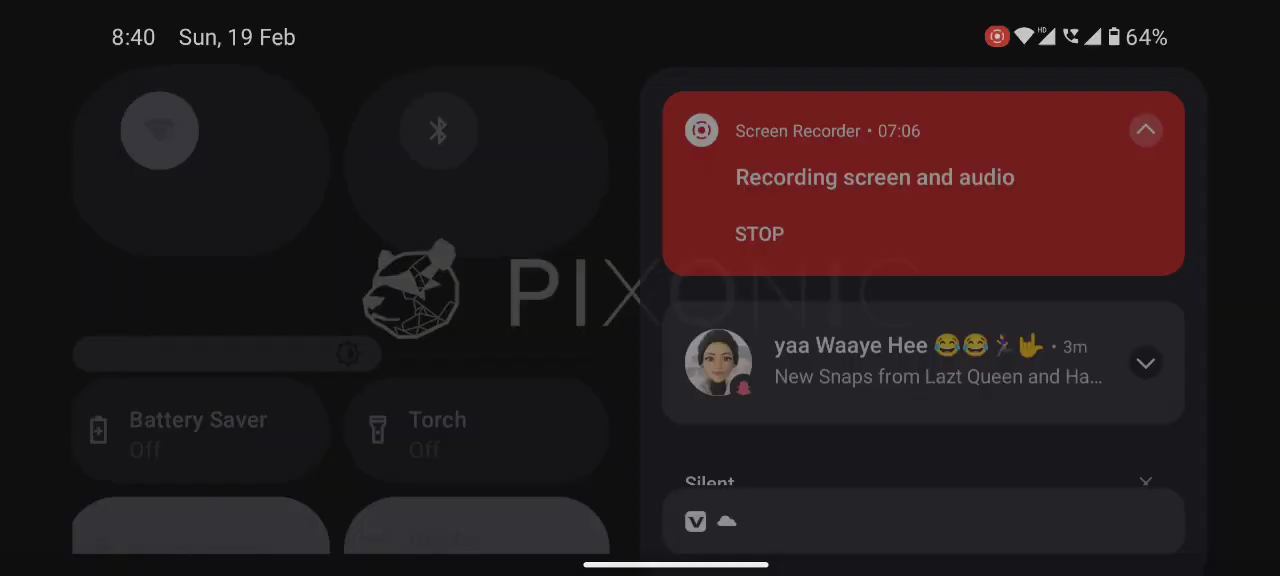 8:40 Sun, 19 Feb
HD 64%
Screen Recorder • 07:06
Recording screen and audio
STOP
PIXONIC
yaa Waaye Hee 😂😂🏃‍♀️🤟 • 3m
New Snaps from Lazt Queen and Ha...
Battery Saver
Off
Torch
Off
Silent